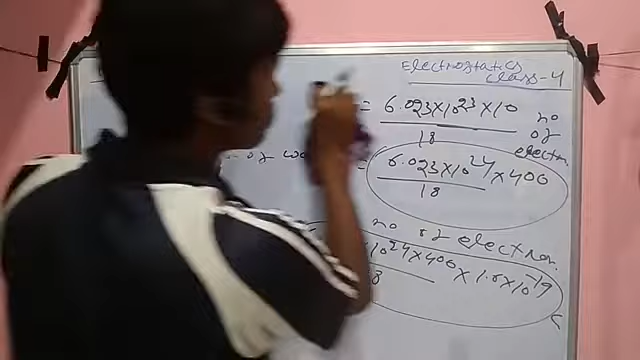 Electrostatics
class-4
= 6.023×10²³×10 no
18 of
electrn.
= 6.023×10²⁴×400
18
no of electron.
10²⁴×400×1.6×10⁻¹⁹ C
8